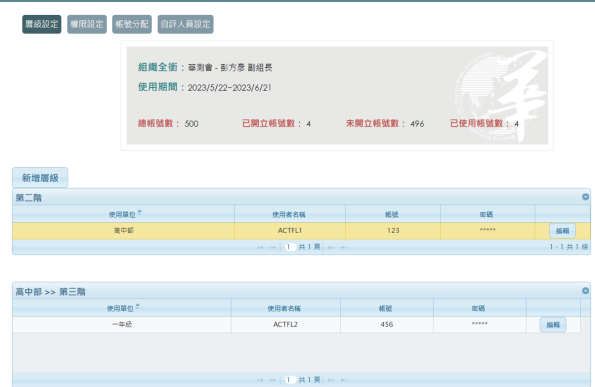 層級設定 權限設定 帳號分配 自評人員設定
組織全銜：華測會 - 彭方彥 副組長
使用期間：2023/5/22~2023/6/21
總帳號數： 500 已開立帳號數： 4 未開立帳號數： 496 已使用帳號數： 4
新增層級
第二階
使用單位 使用者名稱 帳號 密碼
高中部 ACTFL1 123 ***** 編輯
1 共 1 頁 1 - 1 共 1 條
高中部 >> 第三階
使用單位 使用者名稱 帳號 密碼
一年級 ACTFL2 456 ***** 編輯
1 共 1 頁